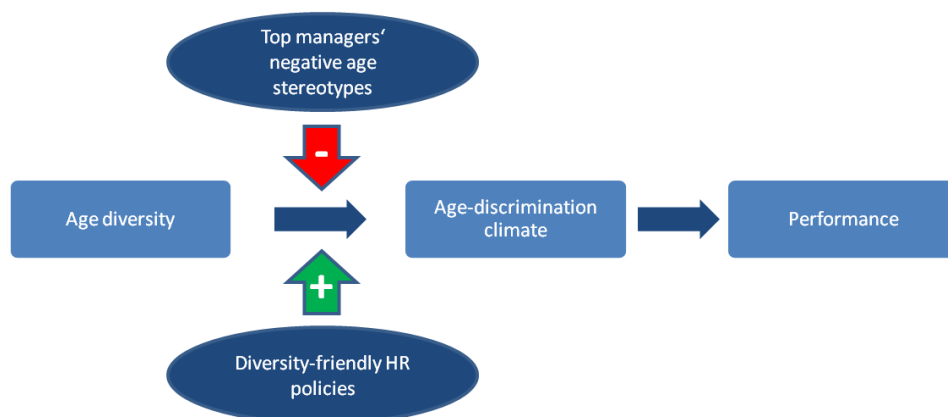 Top managers‘
negative age
stereotypes
-
Age diversity
Age-discrimination
climate
Performance
+
Diversity-friendly HR
policies